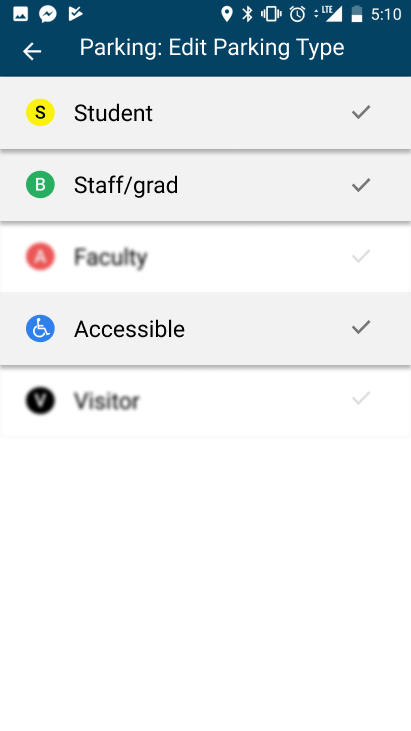 5:10
Parking: Edit Parking Type
S Student
B Staff/grad
A Faculty
Accessible
V Visitor